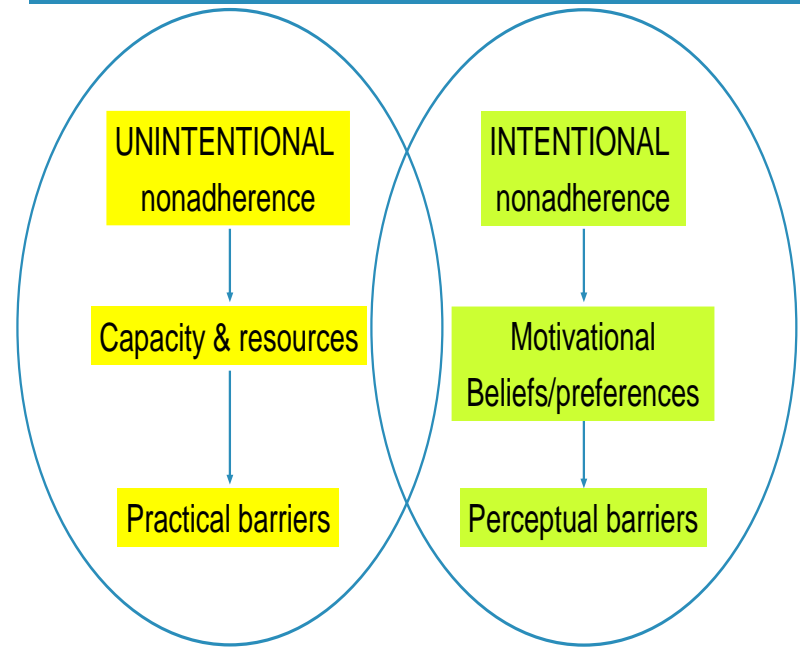 UNINTENTIONAL
nonadherence
Capacity & resources
Practical barriers
INTENTIONAL
nonadherence
Motivational
Beliefs/preferences
Perceptual barriers